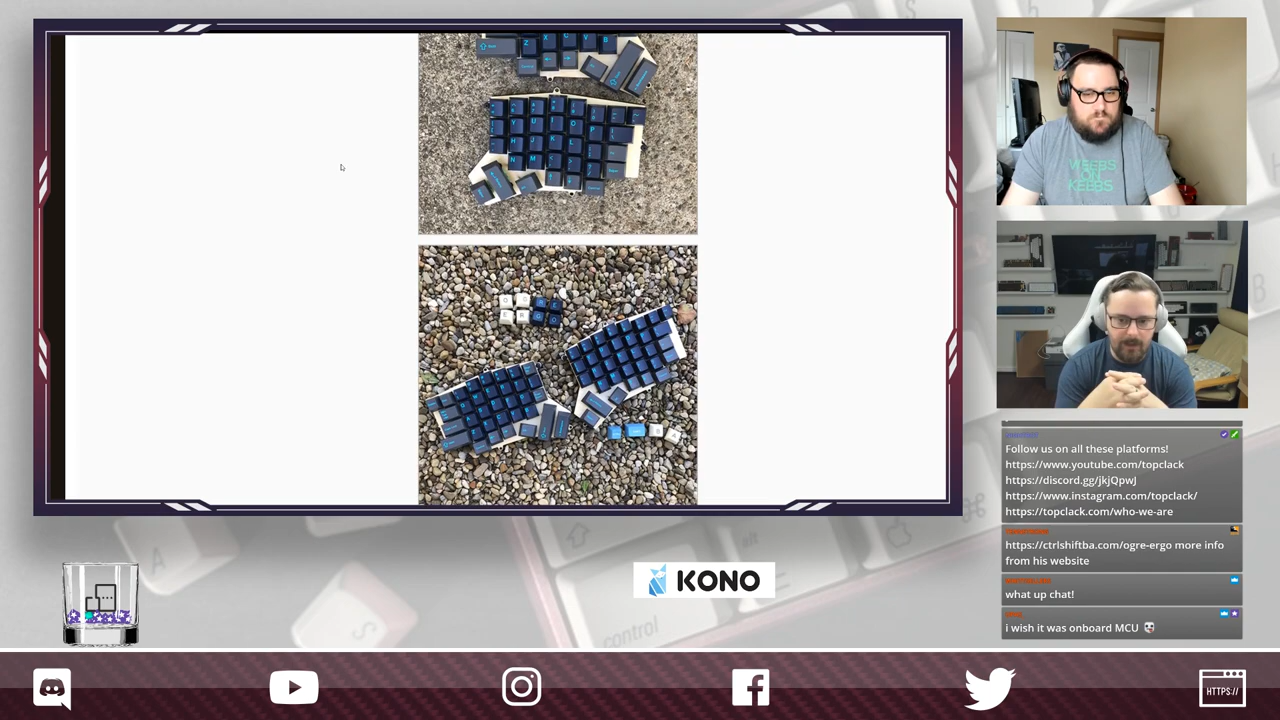 WEEBS
ON
KEEBS
Follow us on all these platforms!
https://www.youtube.com/topclack
https://discord.gg/jkjQpwJ
https://www.instagram.com/topclack/
https://topclack.com/who-we-are
https://ctrlshiftba.com/ogre-ergo more info
from his website
what up chat!
i wish it was onboard MCU
KONO
control
alt
HTTPS://
Z X C V B
Y U I O P
H J K L
N M